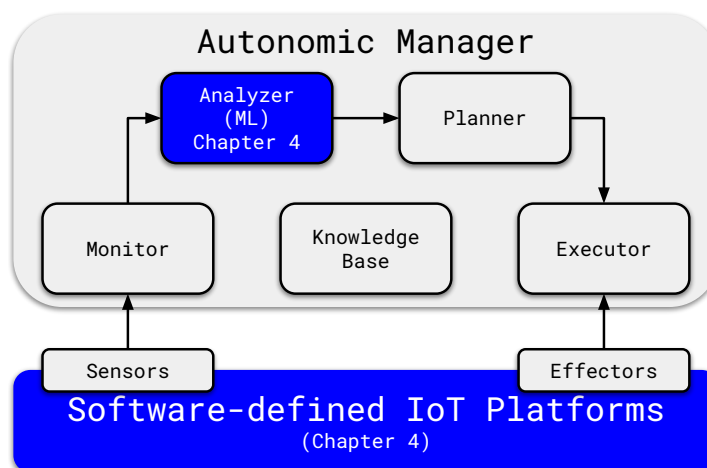 Autonomic Manager
Analyzer
(ML)
Chapter 4
Planner
Monitor
Knowledge
Base
Executor
Sensors
Effectors
Software-defined IoT Platforms
(Chapter 4)